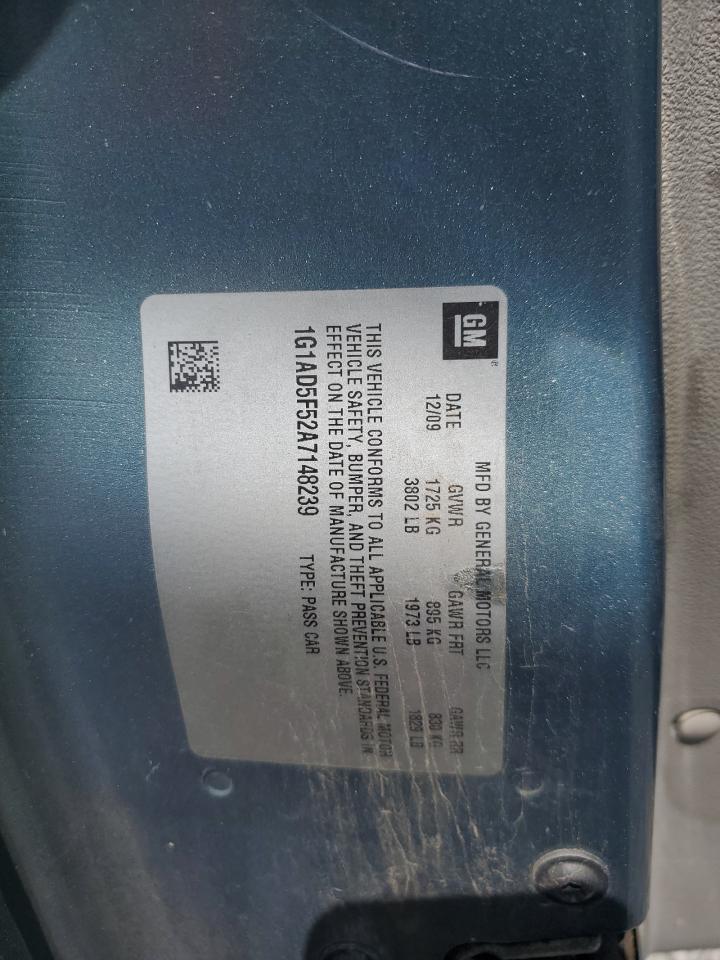 GM
MFD BY GENERAL MOTORS LLC
DATE GVWR GAWR FRT GAWR RR
12/09 1725 KG 895 KG 830 KG
3802 LB 1973 LB 1829 LB
THIS VEHICLE CONFORMS TO ALL APPLICABLE U.S. FEDERAL MOTOR
VEHICLE SAFETY, BUMPER, AND THEFT PREVENTION STANDARDS IN
EFFECT ON THE DATE OF MANUFACTURE SHOWN ABOVE.
1G1AD5F52A7148239 TYPE: PASS CAR